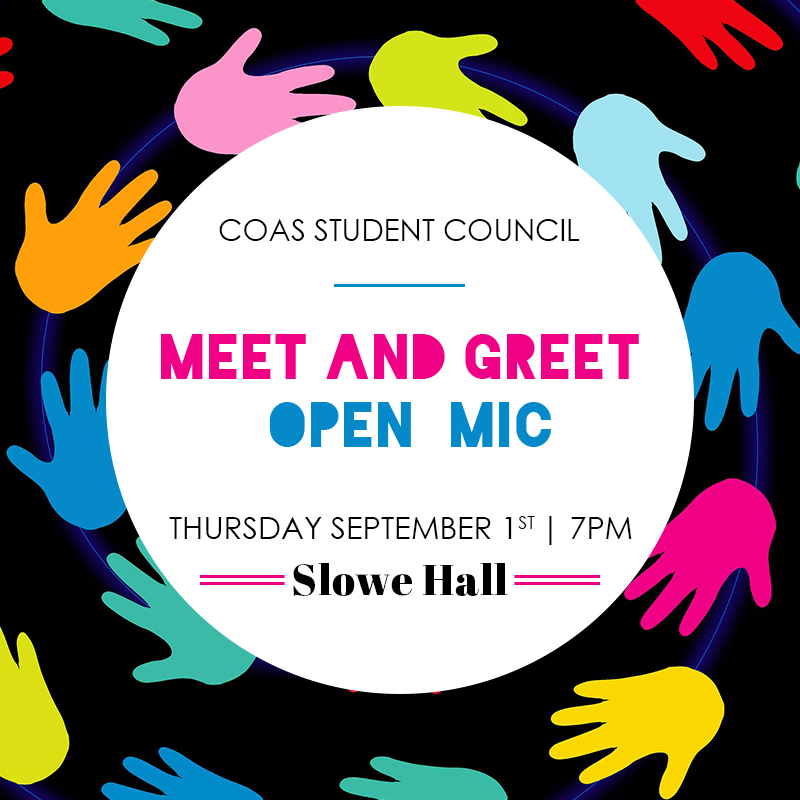 COAS STUDENT COUNCIL
MEET AND GREET
OPEN MIC
THURSDAY SEPTEMBER 1ST | 7PM
Slowe Hall